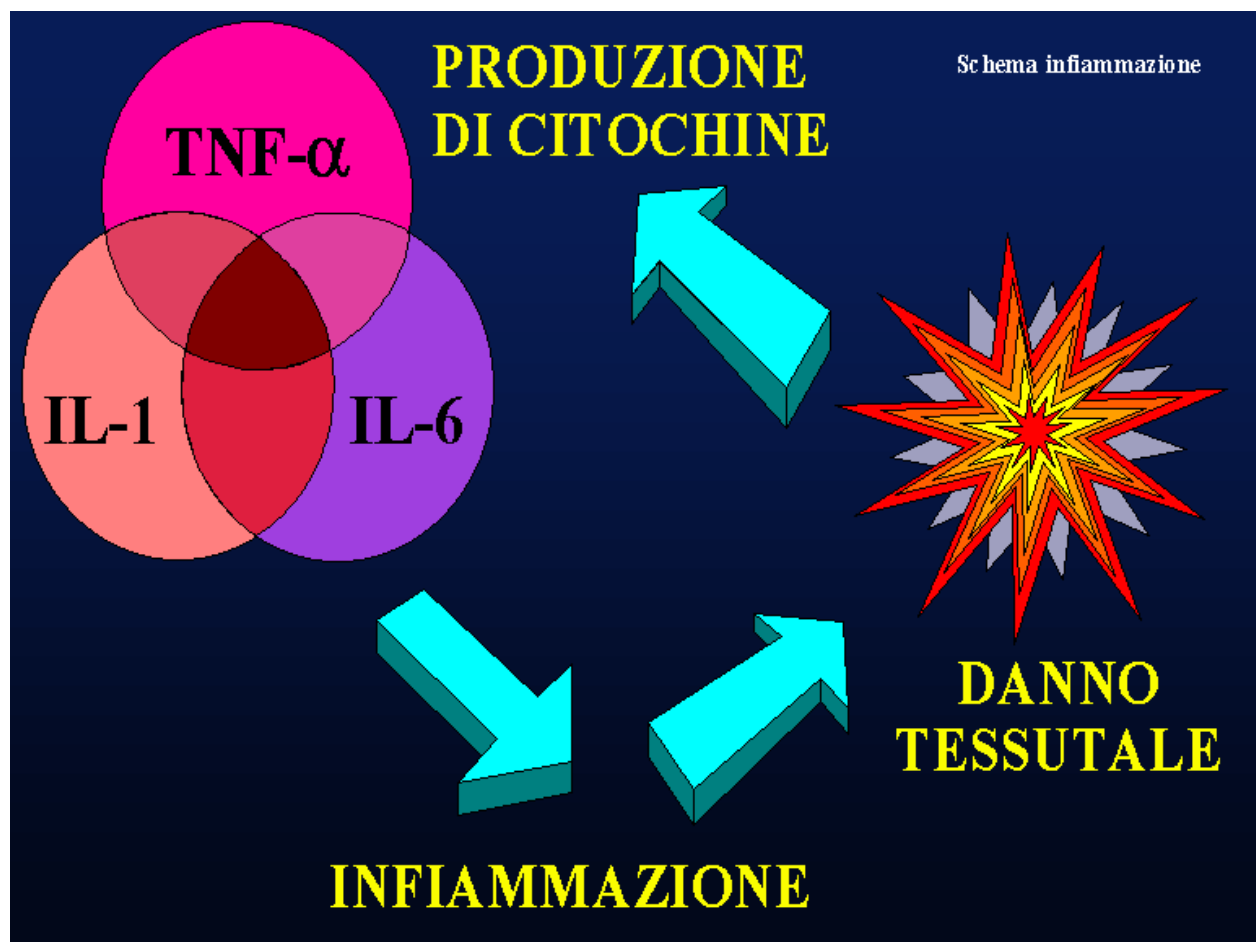 PRODUZIONE
DI CITOCHINE
Schema infiammazione
TNF-α
IL-1
IL-6
DANNO
TESSUTALE
INFIAMMAZIONE